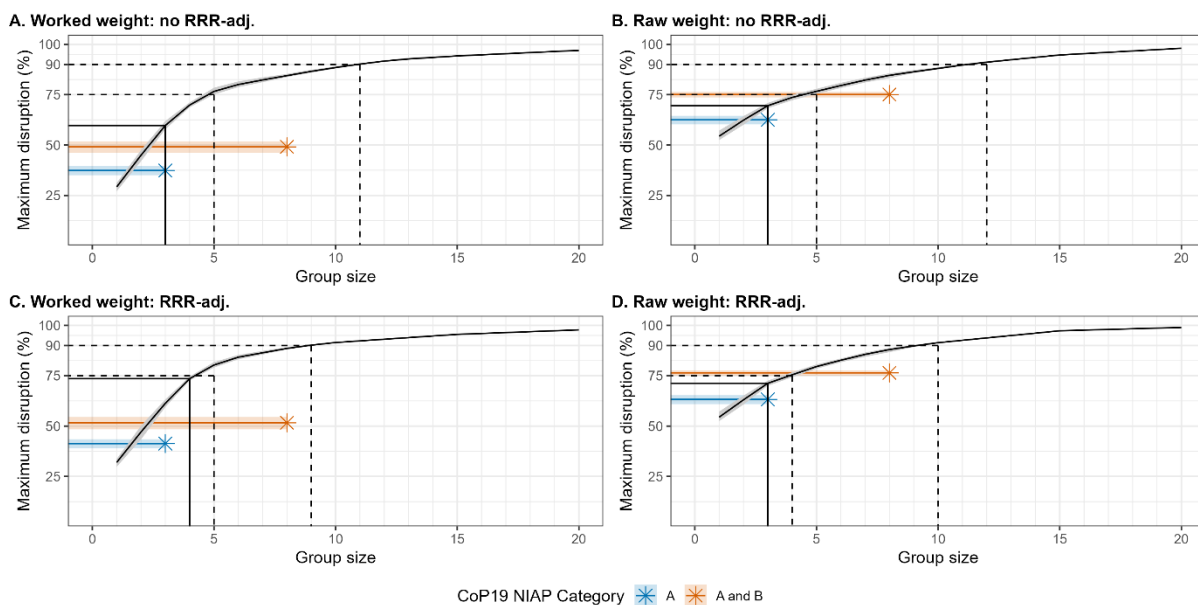 A. Worked weight: no RRR-adj.
100
90
75
50
25
Maximum disruption (%)
0 5 10 15 20
Group size
B. Raw weight: no RRR-adj.
100
90
75
50
25
Maximum disruption (%)
0 5 10 15 20
Group size
C. Worked weight: RRR-adj.
100
90
75
50
25
Maximum disruption (%)
0 5 10 15 20
Group size
D. Raw weight: RRR-adj.
100
90
75
50
25
Maximum disruption (%)
0 5 10 15 20
Group size
CoP19 NIAP Category A A and B